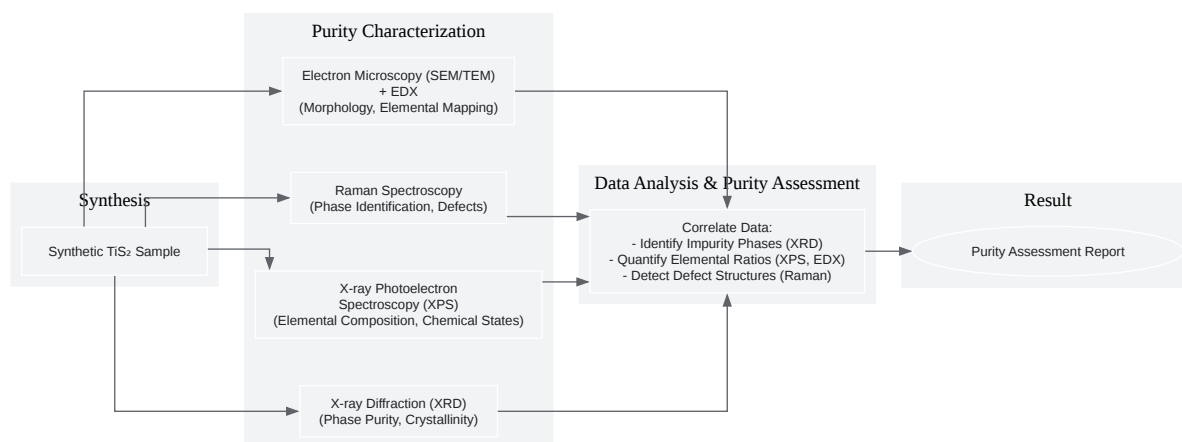 Purity Characterization
Electron Microscopy (SEM/TEM)
+ EDX
(Morphology, Elemental Mapping)
Raman Spectroscopy
(Phase Identification, Defects)
X-ray Photoelectron
Spectroscopy (XPS)
(Elemental Composition, Chemical States)
X-ray Diffraction (XRD)
(Phase Purity, Crystallinity)
Synthesis
Synthetic TiS₂ Sample
Data Analysis & Purity Assessment
Correlate Data:
- Identify Impurity Phases (XRD)
- Quantify Elemental Ratios (XPS, EDX)
- Detect Defect Structures (Raman)
Result
Purity Assessment Report